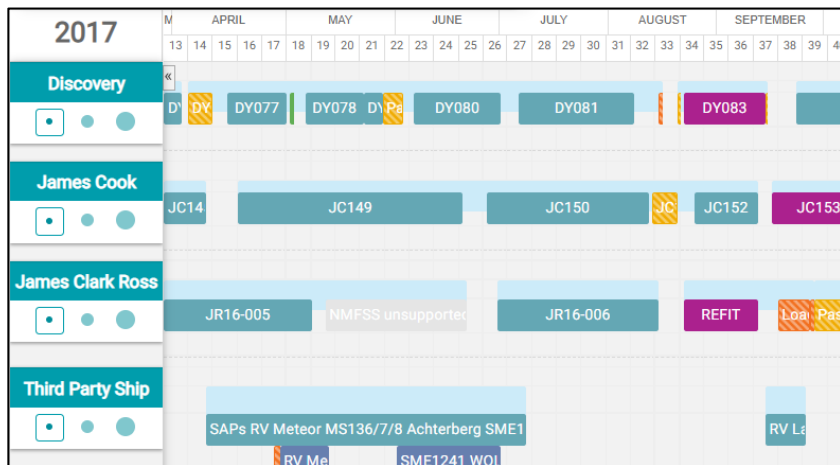 2017
M APRIL MAY JUNE JULY AUGUST SEPTEMBER
13 14 15 16 17 18 19 20 21 22 23 24 25 26 27 28 29 30 31 32 33 34 35 36 37 38 39
«
Discovery
DY DY077 DY078 DY Pa DY080 DY081 DY083
James Cook
JC14 JC149 JC150 JC JC152 JC153
James Clark Ross
JR16-005 NMFSS unsupported JR16-006 REFIT Loa Pas
Third Party Ship
SAPs RV Meteor MS136/7/8 Achterberg SME1 RV La
RV Me SME1241 WOL